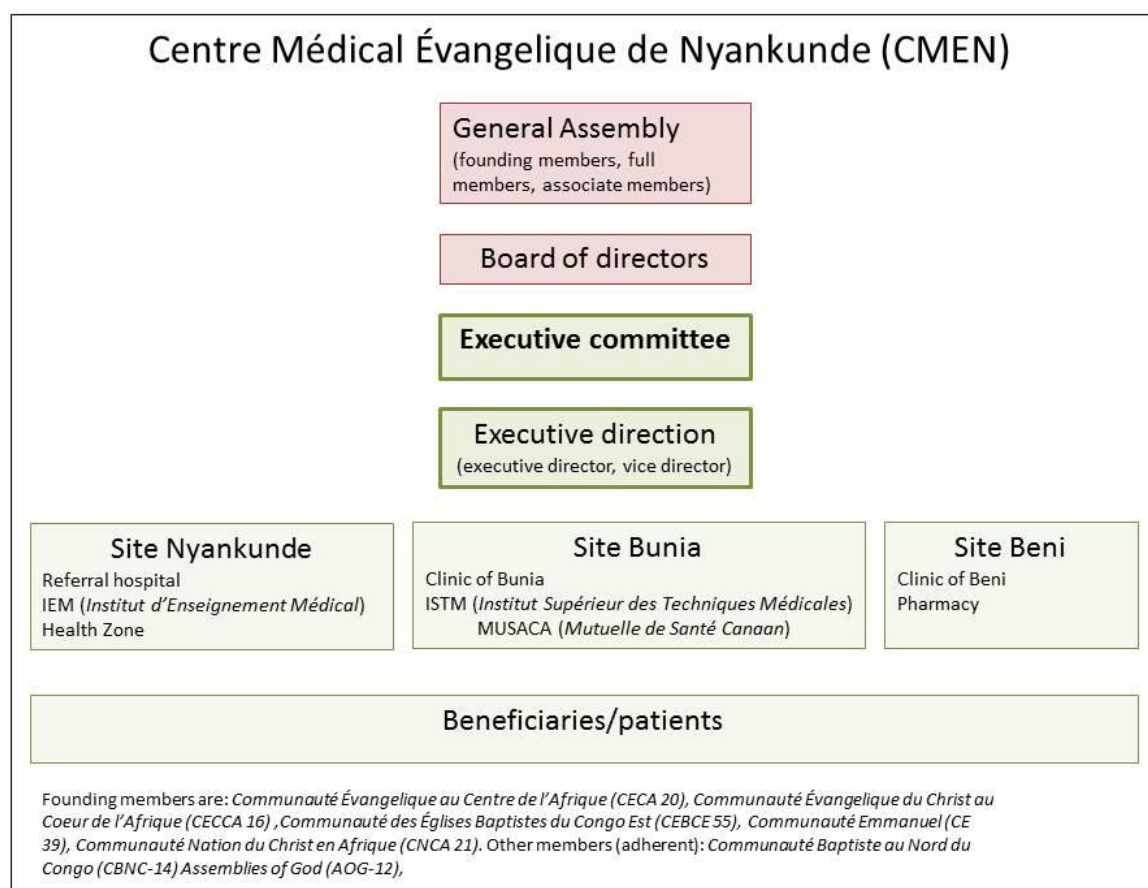 Centre Médical Évangelique de Nyankunde (CMEN)
General Assembly
(founding members, full
members, associate members)
Board of directors
Executive committee
Executive direction
(executive director, vice director)
Site Nyankunde
Referral hospital
IEM (Institut d'Enseignement Médical)
Health Zone
Site Bunia
Clinic of Bunia
ISTM (Institut Supérieur des Techniques Médicales)
MUSACA (Mutuelle de Santé Canaan)
Site Beni
Clinic of Beni
Pharmacy
Beneficiaries/patients
Founding members are: Communauté Évangelique au Centre de l'Afrique (CECA 20), Communauté Évangelique du Christ au
Coeur de l'Afrique (CECCA 16) ,Communauté des Églises Baptistes du Congo Est (CEBCE 55), Communauté Emmanuel (CE
39), Communauté Nation du Christ en Afrique (CNCA 21). Other members (adherent): Communauté Baptiste au Nord du
Congo (CBNC-14) Assemblies of God (AOG-12),